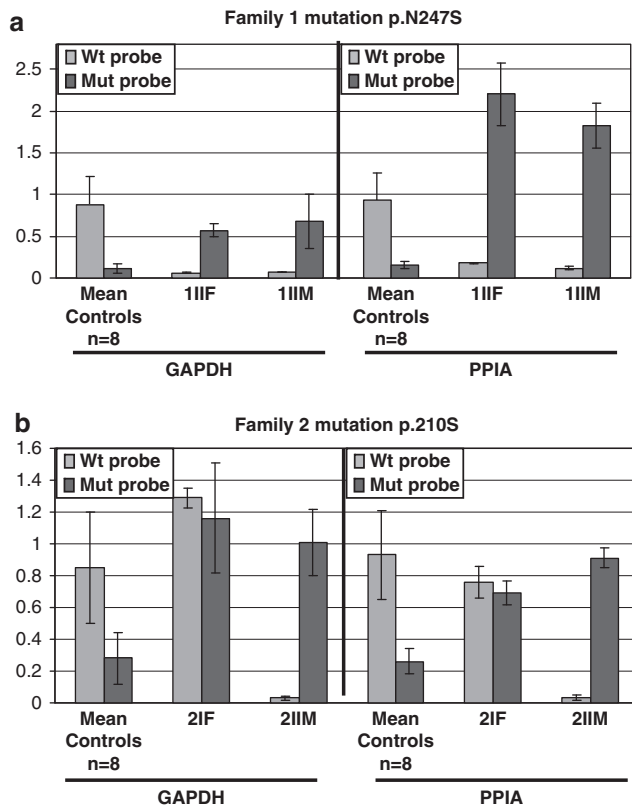 a
Family 1 mutation p.N247S
Wt probe
Mut probe
Wt probe
Mut probe
2.5
2
1.5
1
0.5
0
Mean Controls n=8
1IIF
1IIM
Mean Controls n=8
1IIF
1IIM
GAPDH
PPIA
b
Family 2 mutation p.210S
Wt probe
Mut probe
Wt probe
Mut probe
1.6
1.4
1.2
1
0.8
0.6
0.4
0.2
0
Mean Controls n=8
2IF
2IIM
Mean Controls n=8
2IF
2IIM
GAPDH
PPIA